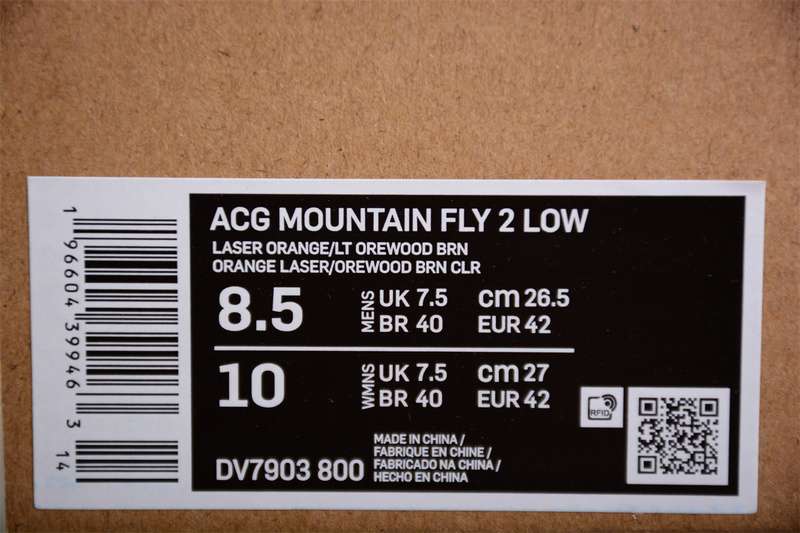 ACG MOUNTAIN FLY 2 LOW
LASER ORANGE/LT OREWOOD BRN
ORANGE LASER/OREWOOD BRN CLR
8.5 MENS UK 7.5 cm 26.5
BR 40 EUR 42
10 WMNS UK 7.5 cm 27
BR 40 EUR 42
RFID
DV7903 800
MADE IN CHINA /
FABRIQUE EN CHINE /
FABRICADO NA CHINA /
HECHO EN CHINA
1 96604 39946 3 14